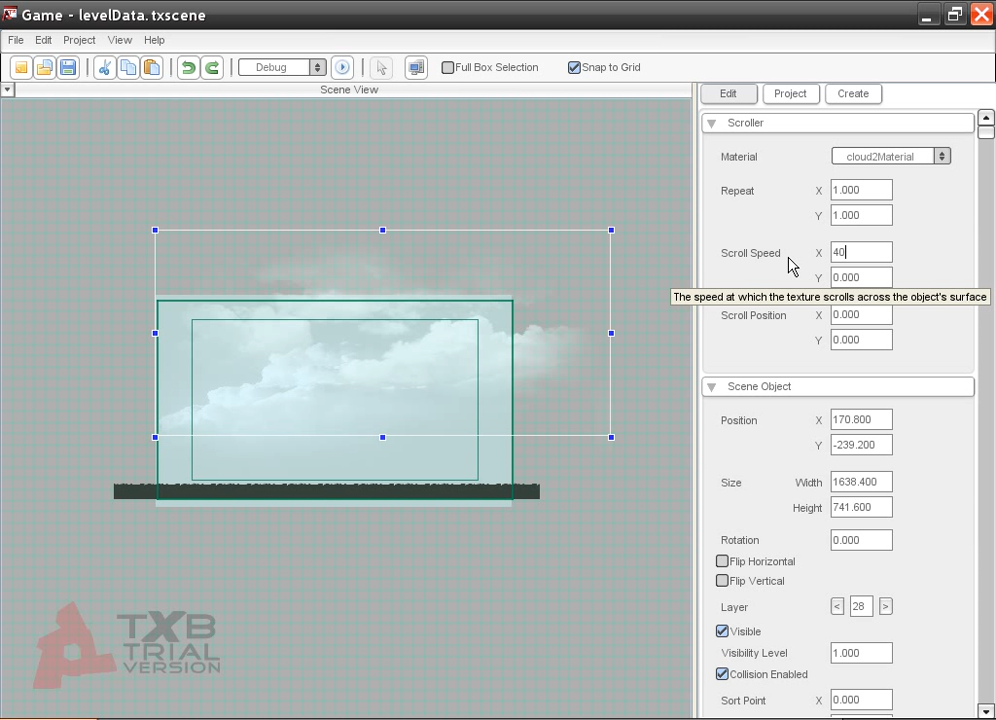 Game - levelData.txscene
File Edit Project View Help
Debug Full Box Selection Snap to Grid
Scene View
Edit Project Create
Scroller
Material cloud2Material
Repeat X 1.000
Y 1.000
Scroll Speed X 40
Y 0.000
The speed at which the texture scrolls across the object's surface
Scroll Position X 0.000
Y 0.000
Scene Object
Position X 170.800
Y -239.200
Size Width 1638.400
Height 741.600
Rotation 0.000
Flip Horizontal
Flip Vertical
Layer < 28 >
Visible
Visibility Level 1.000
Collision Enabled
Sort Point X 0.000
TXB
TRIAL
VERSION